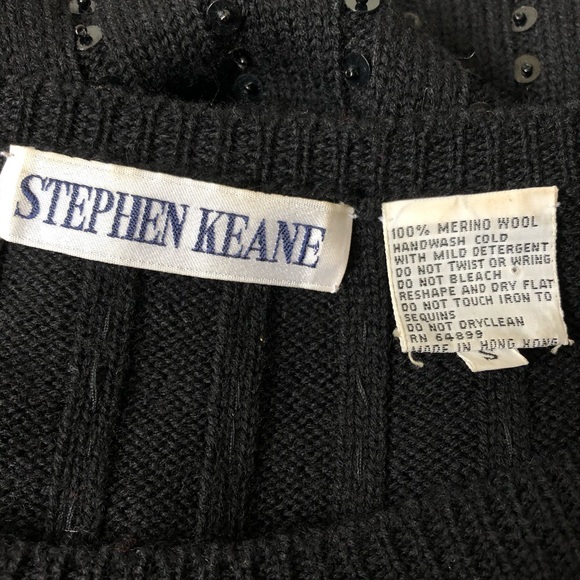 STEPHEN KEANE
100% MERINO WOOL
HANDWASH COLD
WITH MILD DETERGENT
DO NOT TWIST OR WRING
DO NOT BLEACH
RESHAPE AND DRY FLAT
DO NOT TOUCH IRON TO
SEQUINS
DO NOT DRYCLEAN
RN 64899
MADE IN HONG KONG
S